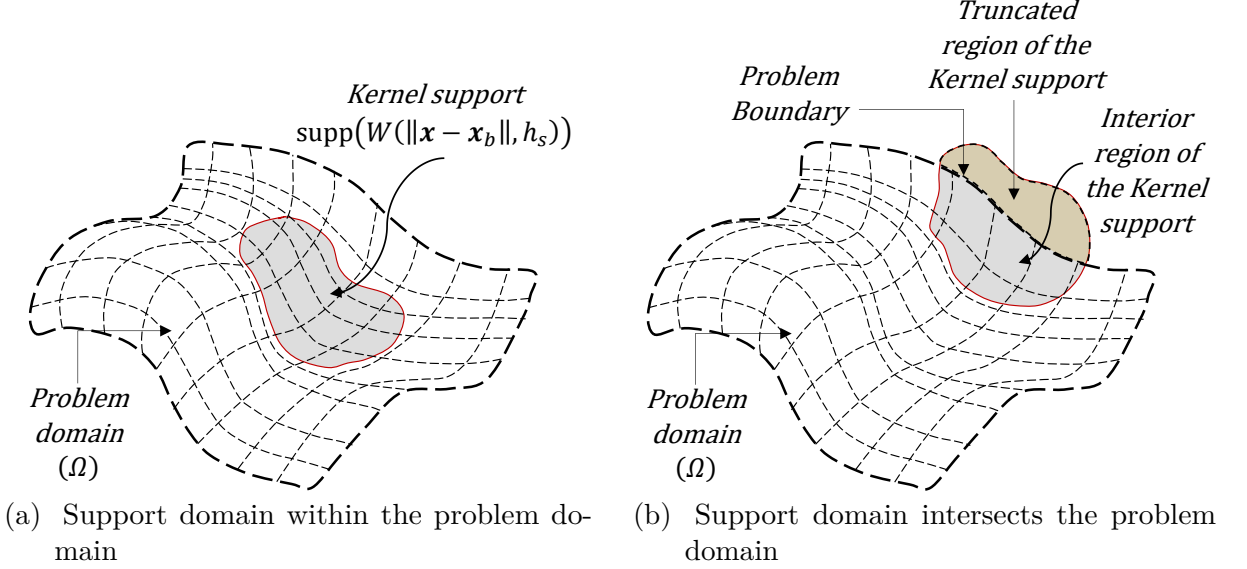 Kernel support
supp(W(‖𝒙 − 𝒙_b‖, h_s))
Problem
domain
(Ω)
(a) Support domain within the problem do-
main
Truncated
region of the
Kernel support
Problem
Boundary
Interior
region of
the Kernel
support
Problem
domain
(Ω)
(b) Support domain intersects the problem
domain